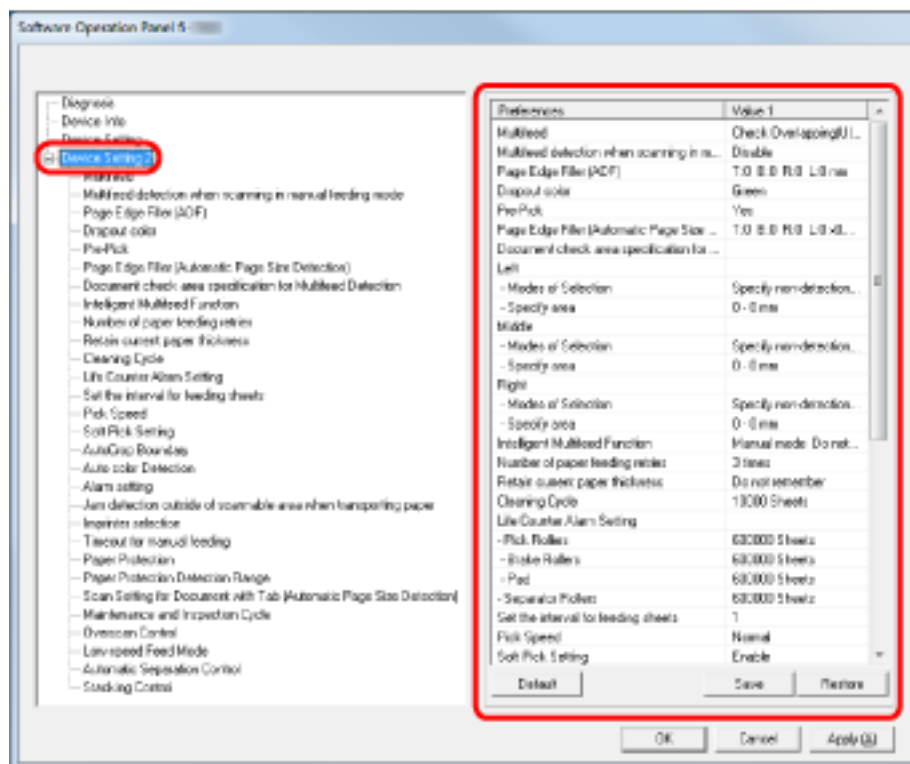 Software Operation Panel 6
Diagnosis
Device Info
Device Setting
Device Setting 2
Multifeed
Multifeed detection when scanning in manual feeding mode
Page Edge Filler (ADF)
Dropout color
Pre-Pick
Page Edge Filler (Automatic Page Size Detection)
Document check area specification for Multifeed Detection
Intelligent Multifeed Function
Number of paper feeding retries
Retain current paper thickness
Cleaning Cycle
Life Counter Alarm Setting
Set the interval for feeding sheets
Pick Speed
Soft Pick Setting
AutoCrop Boundary
Auto color Detection
Alarm setting
Jam detection outside of scannable area when transporting paper
Imprinter selection
Timeout for manual feeding
Paper Protection
Paper Protection Detection Range
Scan Setting for Document with Tab (Automatic Page Size Detection)
Maintenance and Inspection Cycle
Overscan Control
Low-speed Feed Mode
Automatic Separation Control
Stacking Control
Preferences Value 1
Multifeed Check Overlapping(Ul...
Multifeed detection when scanning in m... Disable
Page Edge Filler (ADF) T:0 B:0 R:0 L:0 mm
Dropout color Green
Pre-Pick Yes
Page Edge Filler (Automatic Page Size ... T:0 B:0 R:0 L:0
Document check area specification for ...
Left
- Modes of Selection Specify non-detection...
- Specify area 0 - 0 mm
Middle
- Modes of Selection Specify non-detection...
- Specify area 0 - 0 mm
Right
- Modes of Selection Specify non-detection...
- Specify area 0 - 0 mm
Intelligent Multifeed Function Manual mode Do not...
Number of paper feeding retries 3 times
Retain current paper thickness Do not remember
Cleaning Cycle 10000 Sheets
Life Counter Alarm Setting
- Pick Rollers 600000 Sheets
- Brake Rollers 600000 Sheets
- Pad 600000 Sheets
- Separator Rollers 600000 Sheets
Set the interval for feeding sheets 1
Pick Speed Normal
Soft Pick Setting Enable
Default Save Restore
OK Cancel Apply (A)